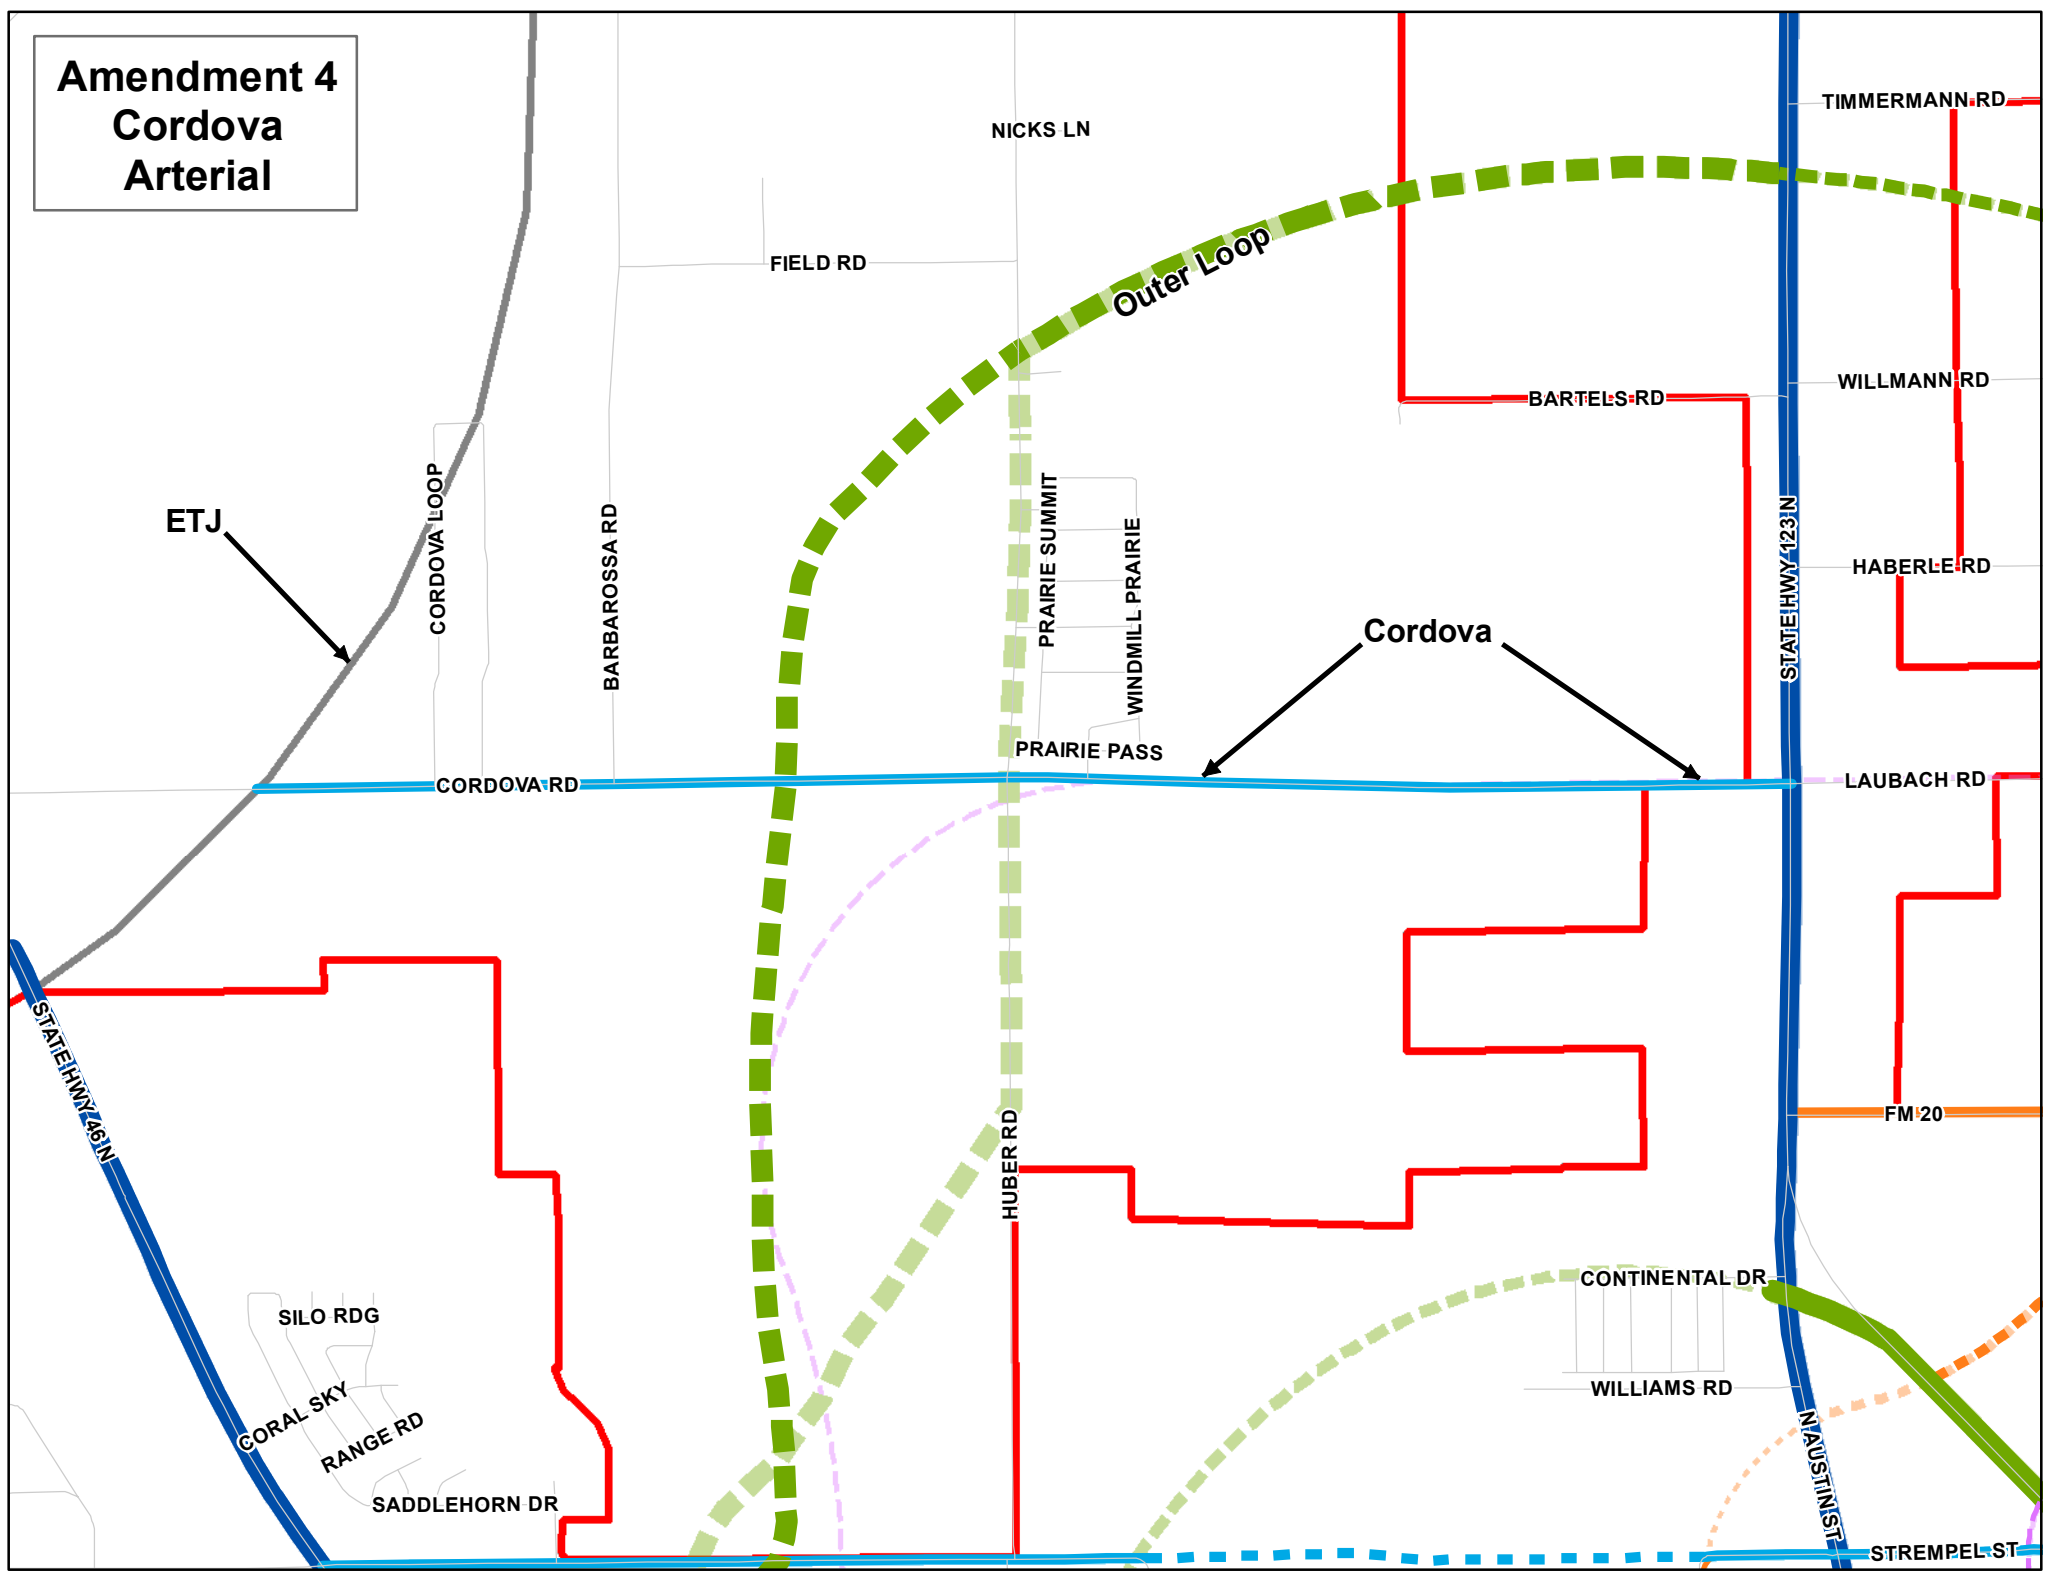 Amendment 4
Cordova
Arterial
TIMMERMANN RD
NICKS LN
FIELD RD
Outer Loop
WILLMANN RD
BARTELS RD
ETJ
CORDOVA LOOP
BARBAROSSA RD
PRAIRIE SUMMIT
WINDMILL PRAIRIE
STATE HWY 123 N
HABERLE RD
Cordova
PRAIRIE PASS
CORDOVA RD
LAUBACH RD
STATE HWY 46 N
HUBER RD
FM 20
CONTINENTAL DR
SILO RDG
WILLIAMS RD
CORAL SKY
RANGE RD
N AUSTIN ST
SADDLEHORN DR
STREMPEL ST